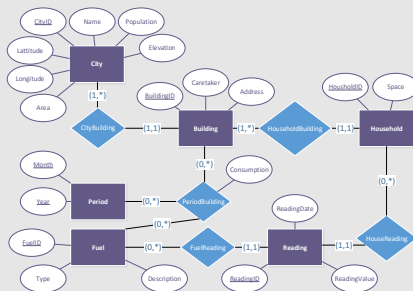 CityID
Name
Population
Lattitude
Elevation
City
Longitude
Area
(1,*)
CityBuilding
(1,1)
BuildingID
Caretaker
Address
Building
(1,*)
HouseholdBuilding
(1,1)
HousholdID
Space
Household
(0,*)
(0,*)
Consumption
Month
Year
Period
(0,*)
PeriodBuilding
(0,*)
ReadingDate
FuelID
Fuel
(0,*)
FuelReading
(1,1)
Reading
(1,1)
HouseReading
Type
Description
ReadingID
ReadingValue